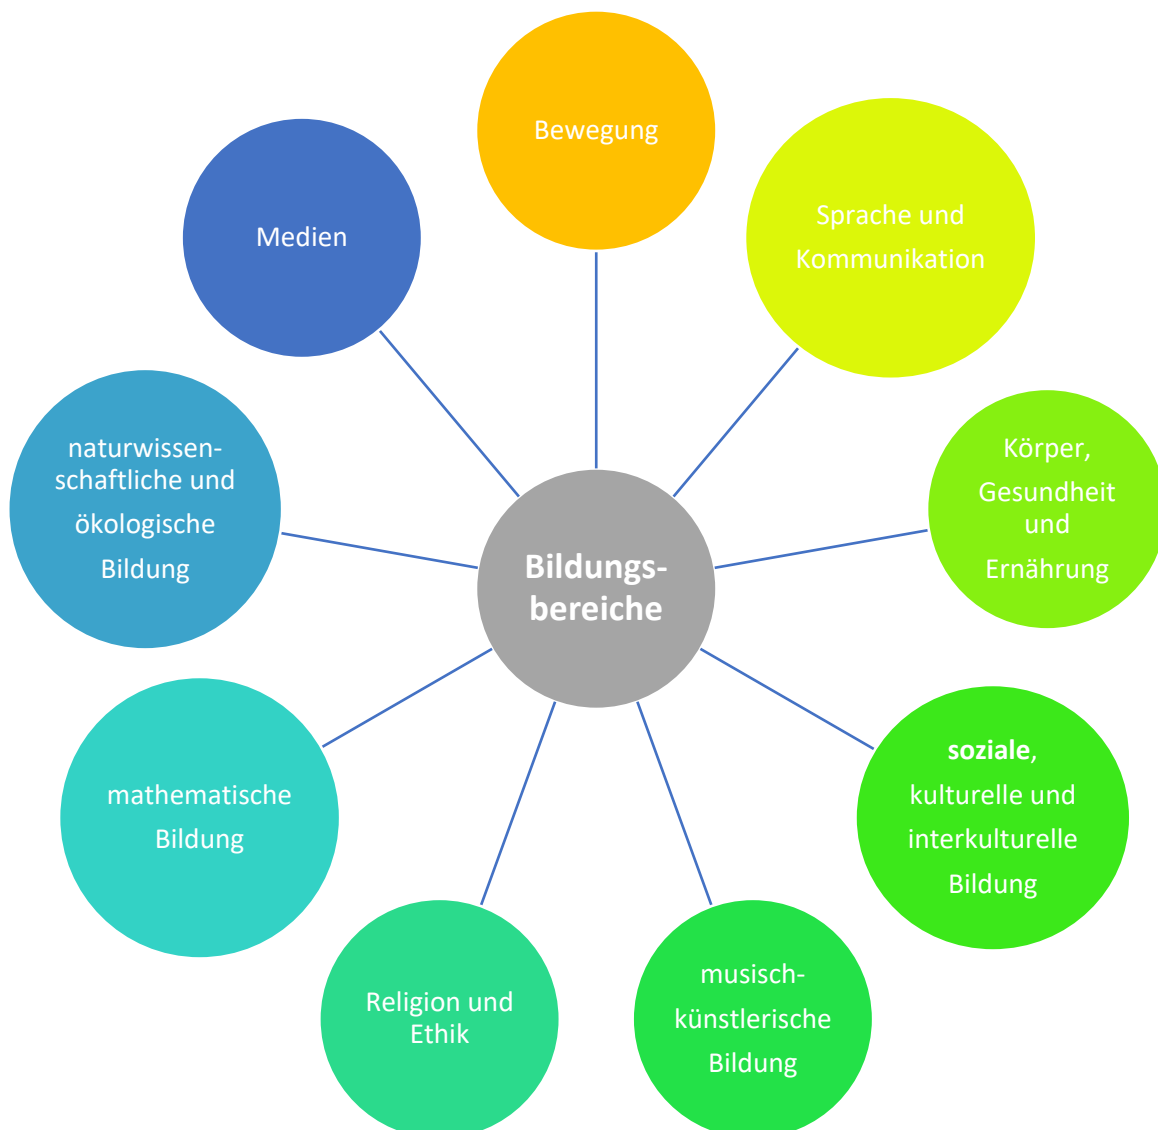 Bewegung
Sprache und
Kommunikation
Körper,
Gesundheit
und
Ernährung
soziale,
kulturelle und
interkulturelle
Bildung
musisch-
künstlerische
Bildung
Religion und
Ethik
mathematische
Bildung
naturwissen-
schaftliche und
ökologische
Bildung
Medien
Bildungs-
bereiche